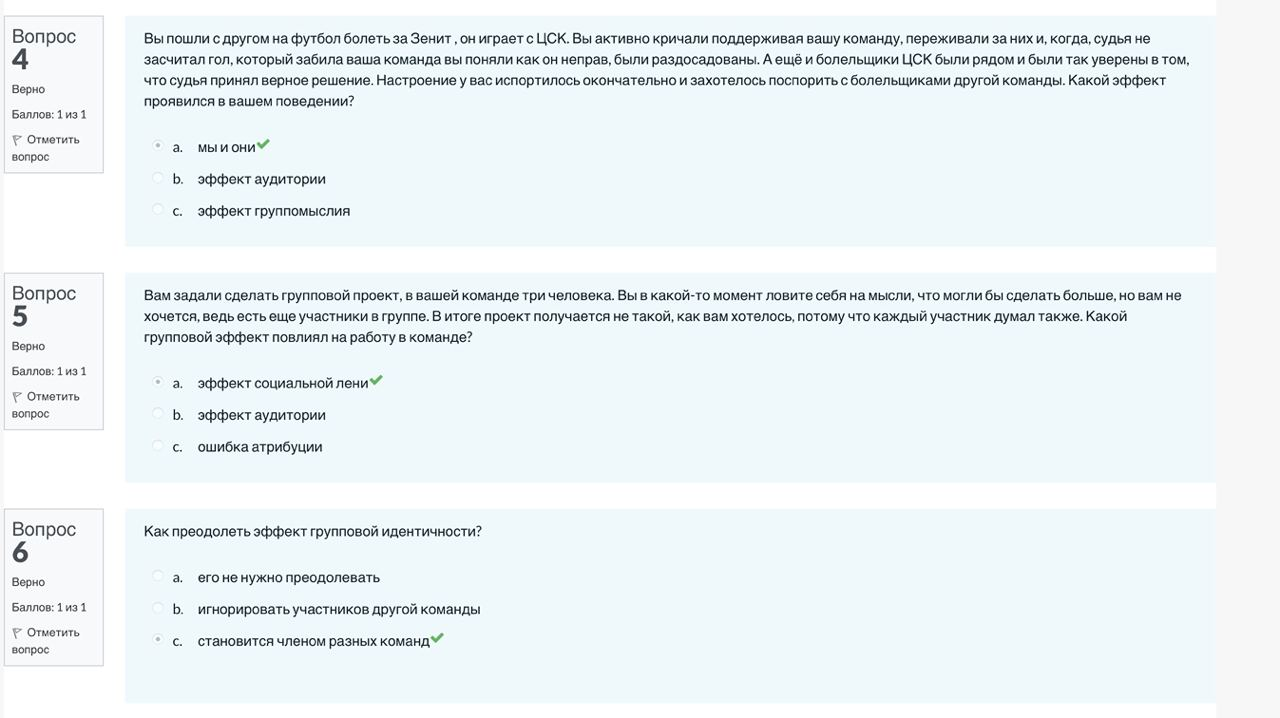 Вопрос
4
Верно
Баллов: 1 из 1
Отметить
вопрос
Вы пошли с другом на футбол болеть за Зенит , он играет с ЦСК. Вы активно кричали поддерживая вашу команду, переживали за них и, когда, судья не
засчитал гол, который забила ваша команда вы поняли как он неправ, были раздосадованы. А ещё и болельщики ЦСК были рядом и были так уверены в том,
что судья принял верное решение. Настроение у вас испортилось окончательно и захотелось поспорить с болельщиками другой команды. Какой эффект
проявился в вашем поведении?
a. мы и они
b. эффект аудитории
c. эффект группомыслия
Вопрос
5
Верно
Баллов: 1 из 1
Отметить
вопрос
Вам задали сделать групповой проект, в вашей команде три человека. Вы в какой-то момент ловите себя на мысли, что могли бы сделать больше, но вам не
хочется, ведь есть еще участники в группе. В итоге проект получается не такой, как вам хотелось, потому что каждый участник думал также. Какой
групповой эффект повлиял на работу в команде?
a. эффект социальной лени
b. эффект аудитории
c. ошибка атрибуции
Вопрос
6
Верно
Баллов: 1 из 1
Отметить
вопрос
Как преодолеть эффект групповой идентичности?
a. его не нужно преодолевать
b. игнорировать участников другой команды
c. становится членом разных команд